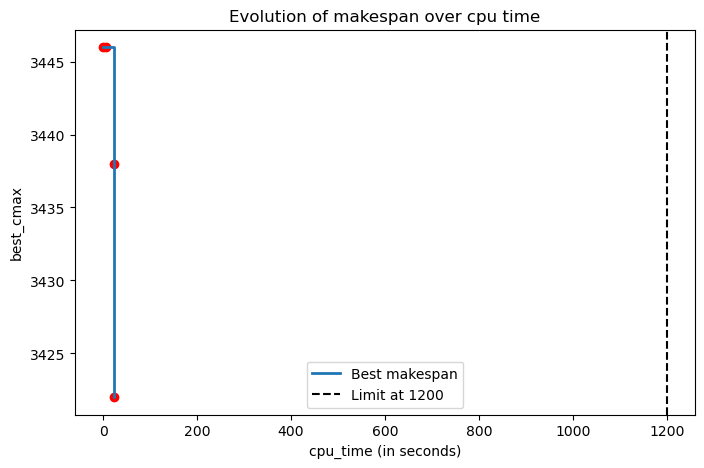 Evolution of makespan over cpu time
best_cmax
3445
3440
3435
3430
3425
0
200
400
600
800
1000
1200
cpu_time (in seconds)
Best makespan
Limit at 1200